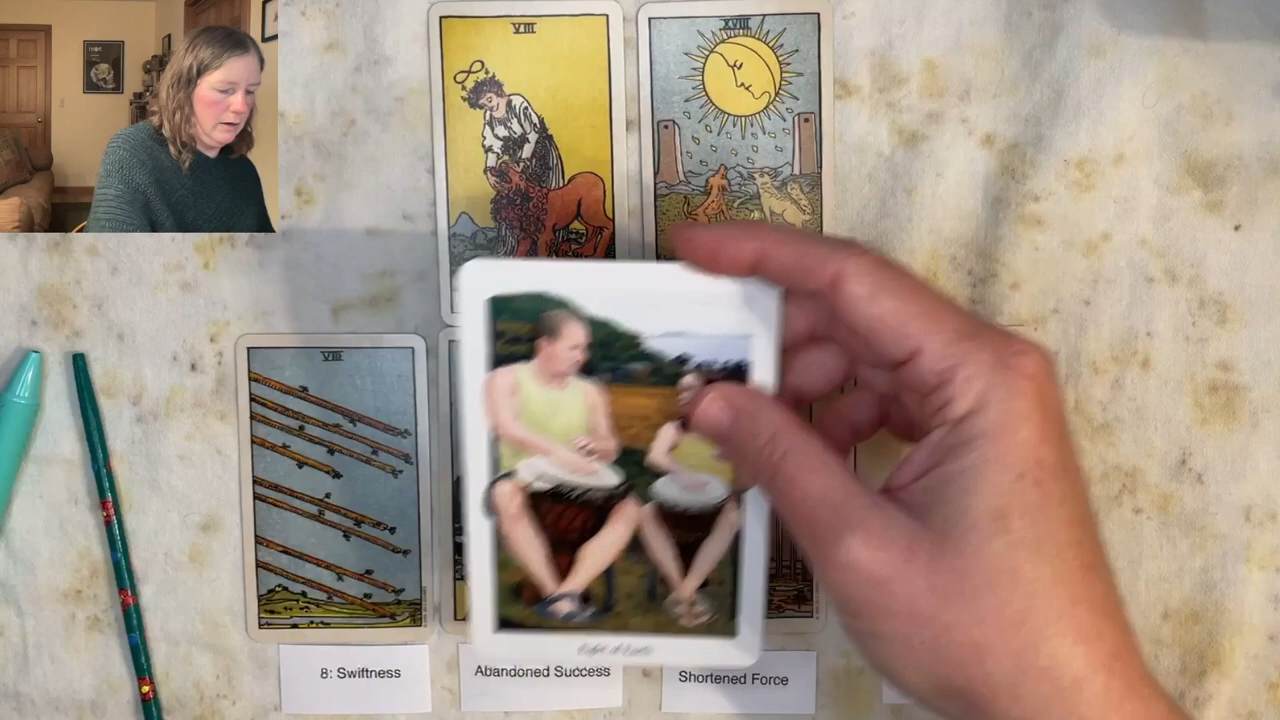 VIII
XVIII
VIII
8: Swiftness
Abandoned Success
Shortened Force